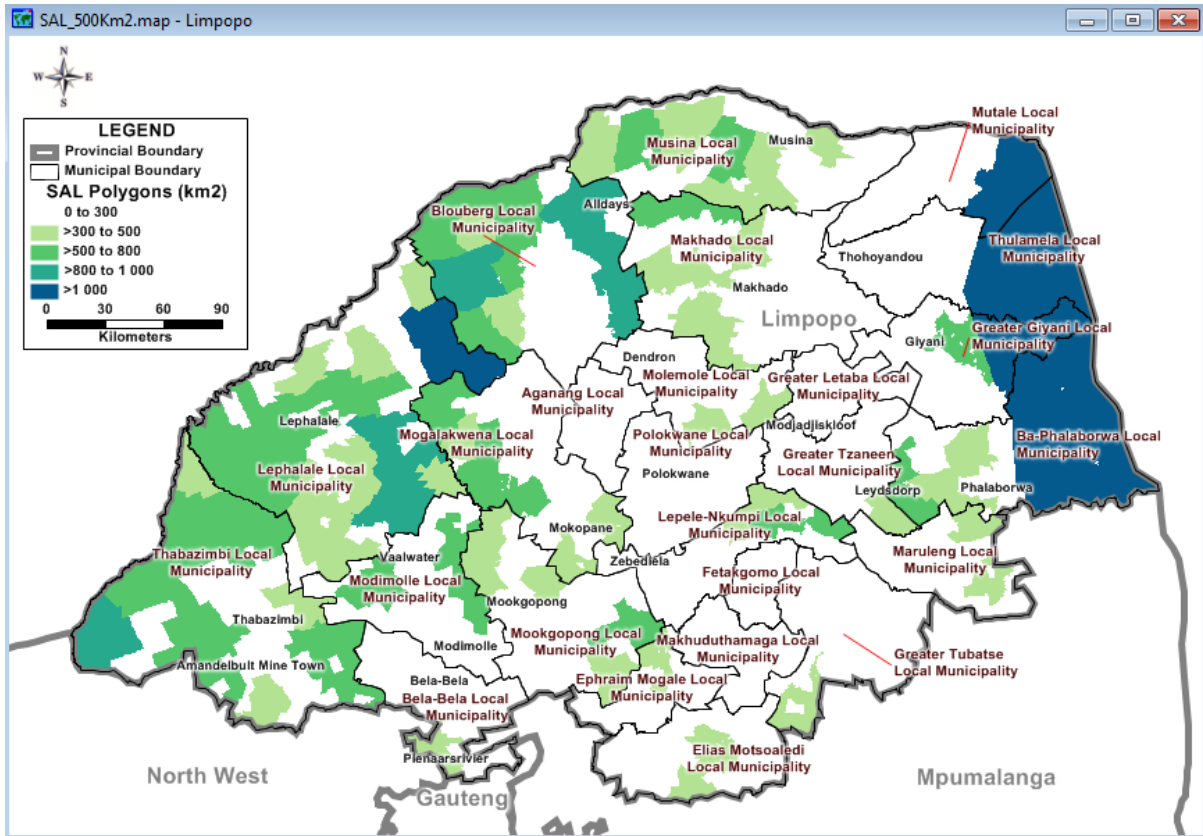 SAL_500Km2.map - Limpopo
N
W
E
S
LEGEND
Provincial Boundary
Municipal Boundary
SAL Polygons (km2)
0 to 300
>300 to 500
>500 to 800
>800 to 1 000
>1 000
0 30 60 90
Kilometers
Mutale Local
Municipality
Musina Local
Municipality
Musina
Blouberg Local
Municipality
Alldays
Makhado Local
Municipality
Makhado
Thohoyandou
Thulamela Local
Municipality
Limpopo
Giyani
Greater Giyani Local
Municipality
Dendron
Molemole Local
Municipality
Greater Letaba Local
Municipality
Aganang Local
Municipality
Modjadjiskloof
Lephalale
Mogalakwena Local
Municipality
Polokwane Local
Municipality
Polokwane
Ba-Phalaborwa Local
Municipality
Greater Tzaneen
Local Municipality
Lephalale Local
Municipality
Leydsdorp
Phalaborwa
Lepele-Nkumpi Local
Municipality
Mokopane
Thabazimbi Local
Municipality
Vaalwater
Zebediela
Maruleng Local
Municipality
Modimolle Local
Municipality
Fetakgomo Local
Municipality
Mookgopong
Thabazimbi
Mookgopong Local
Municipality
Makhuduthamaga Local
Municipality
Modimolle
Greater Tubatse
Local Municipality
Amandelbult Mine Town
Bela-Bela
Ephraim Mogale Local
Municipality
Bela-Bela Local
Municipality
Pienaarsrivier
Elias Motsoaledi
Local Municipality
North West
Gauteng
Mpumalanga